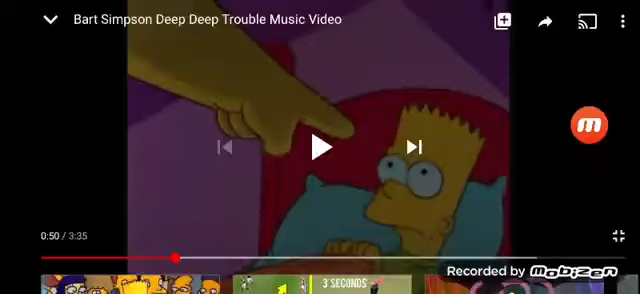 Bart Simpson Deep Deep Trouble Music Video
0:50 / 3:35
Recorded by mobizen
3 SECONDS